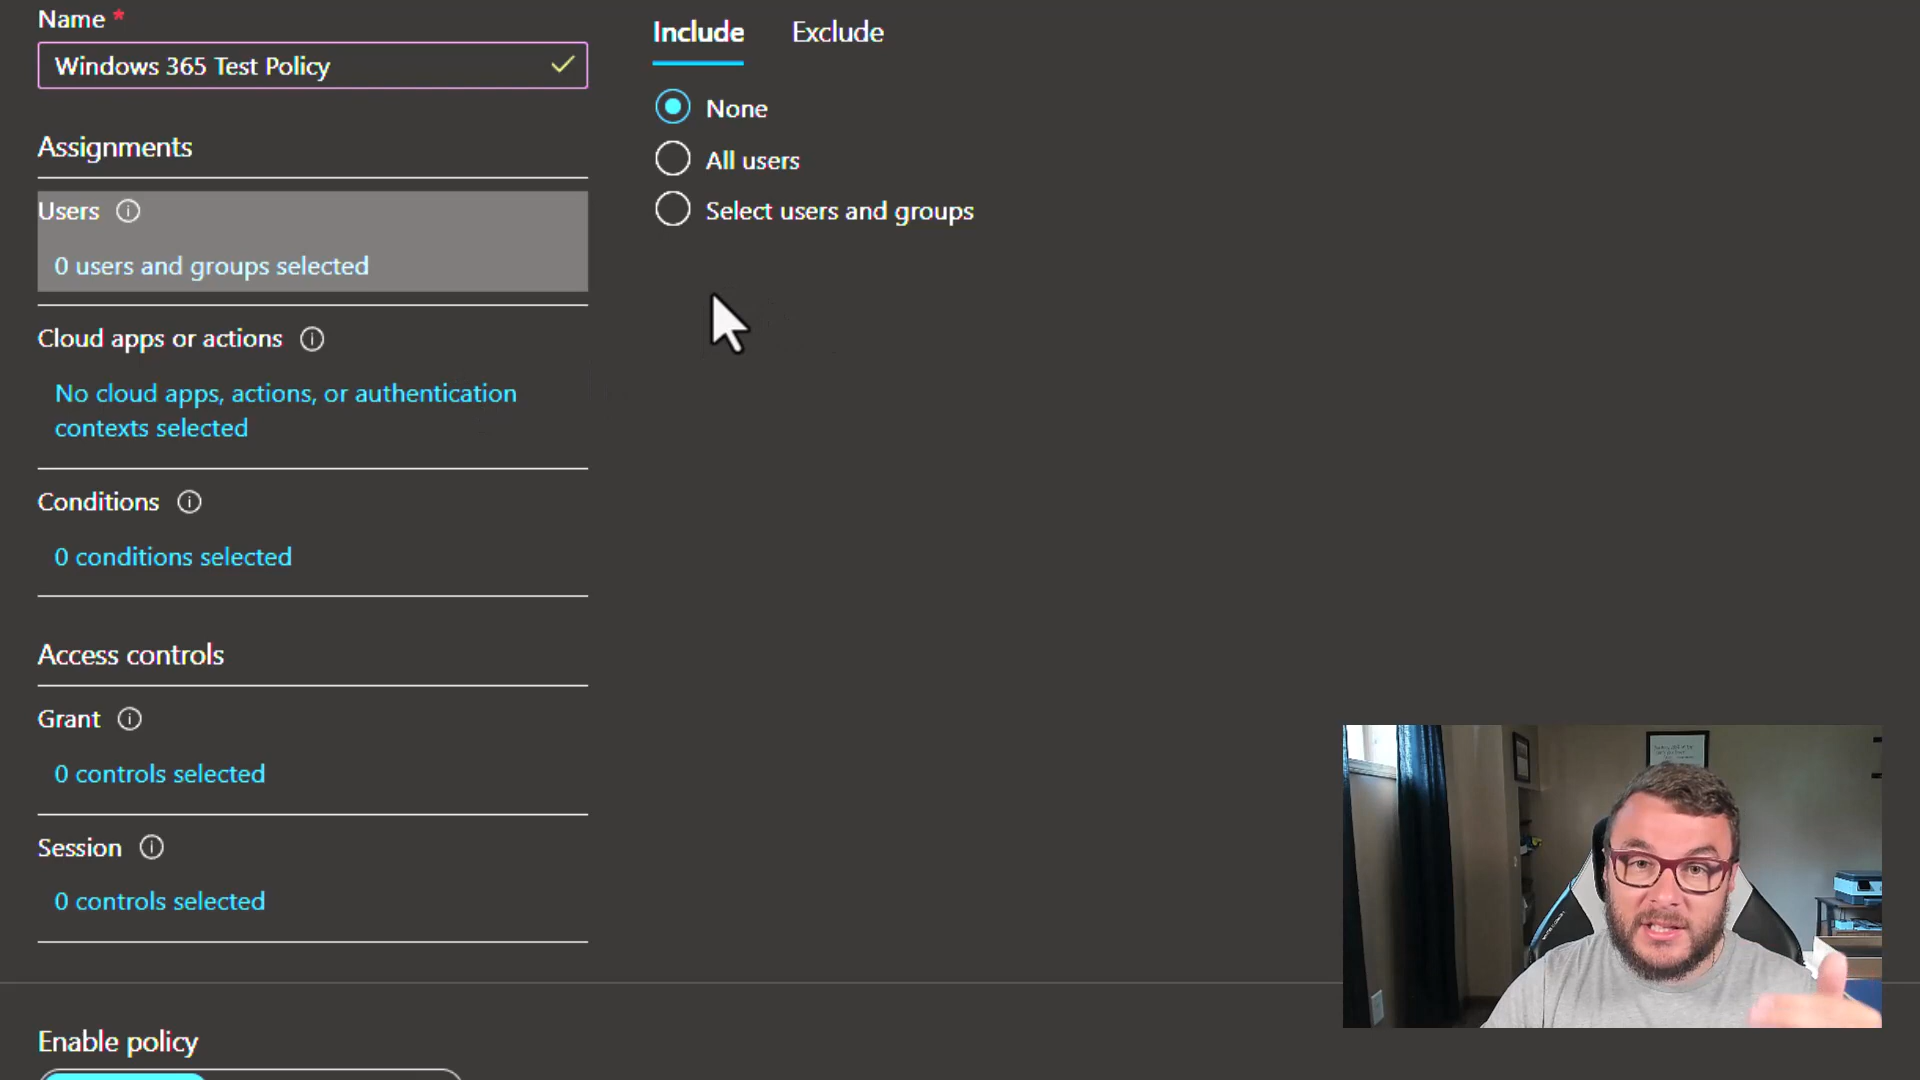 Name *
Windows 365 Test Policy
Assignments
Users
0 users and groups selected
Cloud apps or actions
No cloud apps, actions, or authentication
contexts selected
Conditions
0 conditions selected
Access controls
Grant
0 controls selected
Session
0 controls selected
Enable policy
Include
Exclude
None
All users
Select users and groups